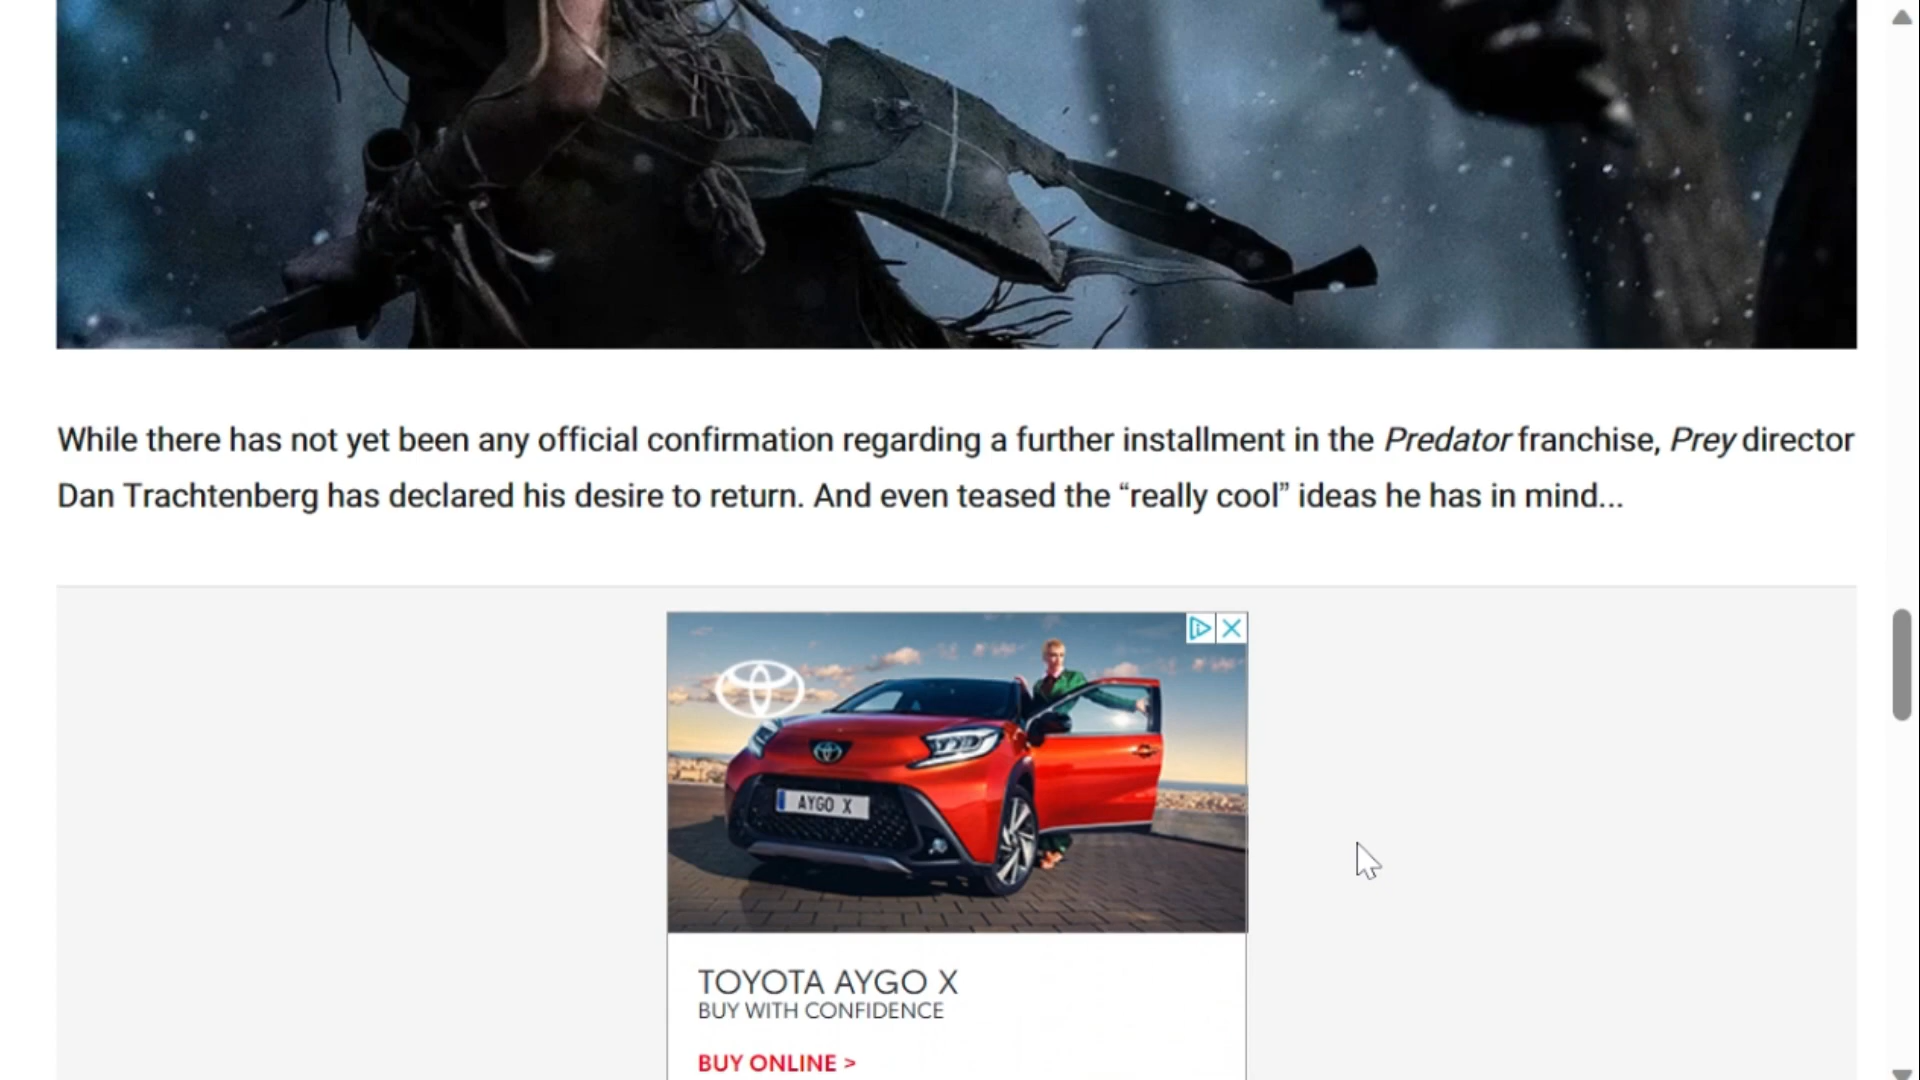 While there has not yet been any official confirmation regarding a further installment in the Predator franchise, Prey director
Dan Trachtenberg has declared his desire to return. And even teased the “really cool” ideas he has in mind...
AYGO X
TOYOTA AYGO X
BUY WITH CONFIDENCE
BUY ONLINE >